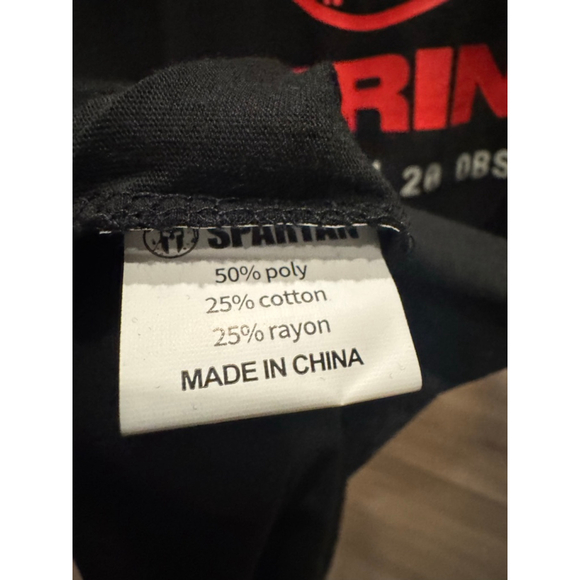 RIN
20 OBS
SPARTAN
50% poly
25% cotton
25% rayon
MADE IN CHINA